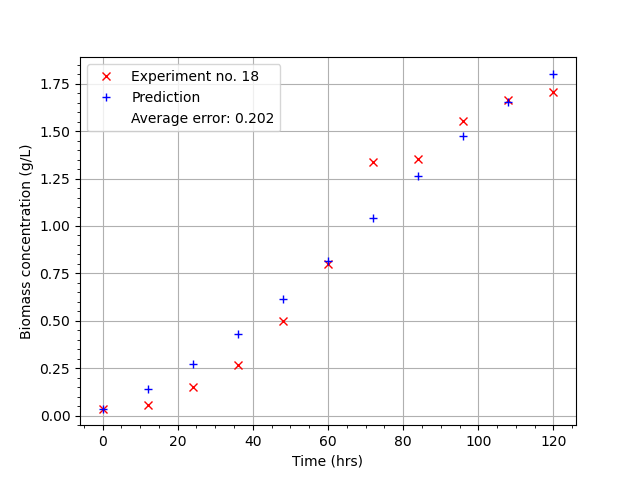 Experiment no. 18
Prediction
Average error: 0.202
Biomass concentration (g/L)
1.75
1.50
1.25
1.00
0.75
0.50
0.25
0.00
0 20 40 60 80 100 120
Time (hrs)